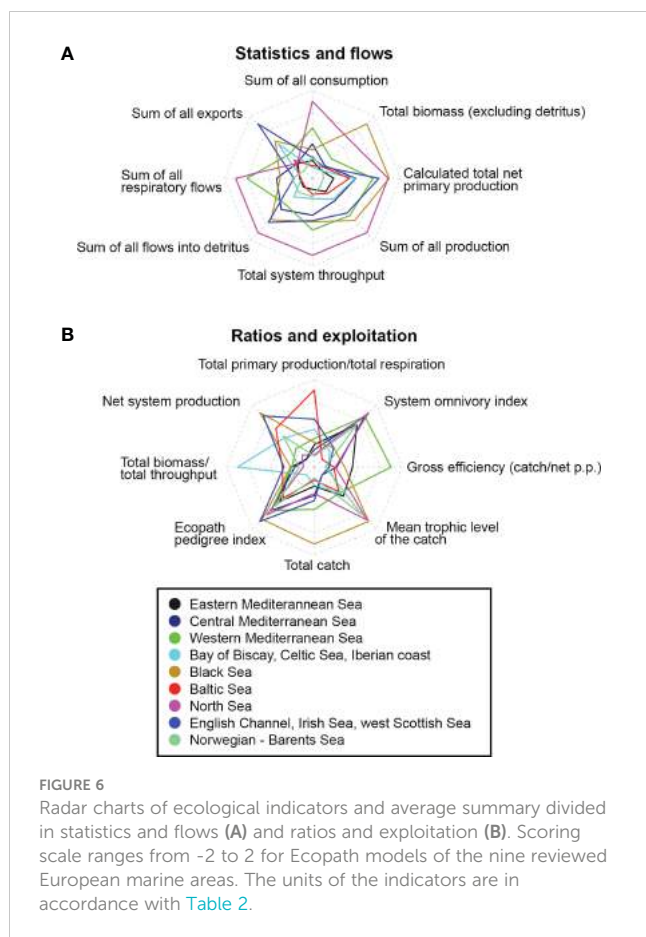 A
Statistics and flows
Sum of all consumption
Sum of all exports
Total biomass (excluding detritus)
Sum of all
respiratory flows
Calculated total net
primary production
Sum of all flows into detritus
Sum of all production
Total system throughput
B
Ratios and exploitation
Total primary production/total respiration
Net system production
System omnivory index
Total biomass/
total throughput
Gross efficiency (catch/net p.p.)
Ecopath
pedigree index
Mean trophic level
of the catch
Total catch
Eastern Mediterannean Sea
Central Mediterranean Sea
Western Mediterranean Sea
Bay of Biscay, Celtic Sea, Iberian coast
Black Sea
Baltic Sea
North Sea
English Channel, Irish Sea, west Scottish Sea
Norwegian - Barents Sea
FIGURE 6
Radar charts of ecological indicators and average summary divided
in statistics and flows (A) and ratios and exploitation (B). Scoring
scale ranges from -2 to 2 for Ecopath models of the nine reviewed
European marine areas. The units of the indicators are in
accordance with Table 2.